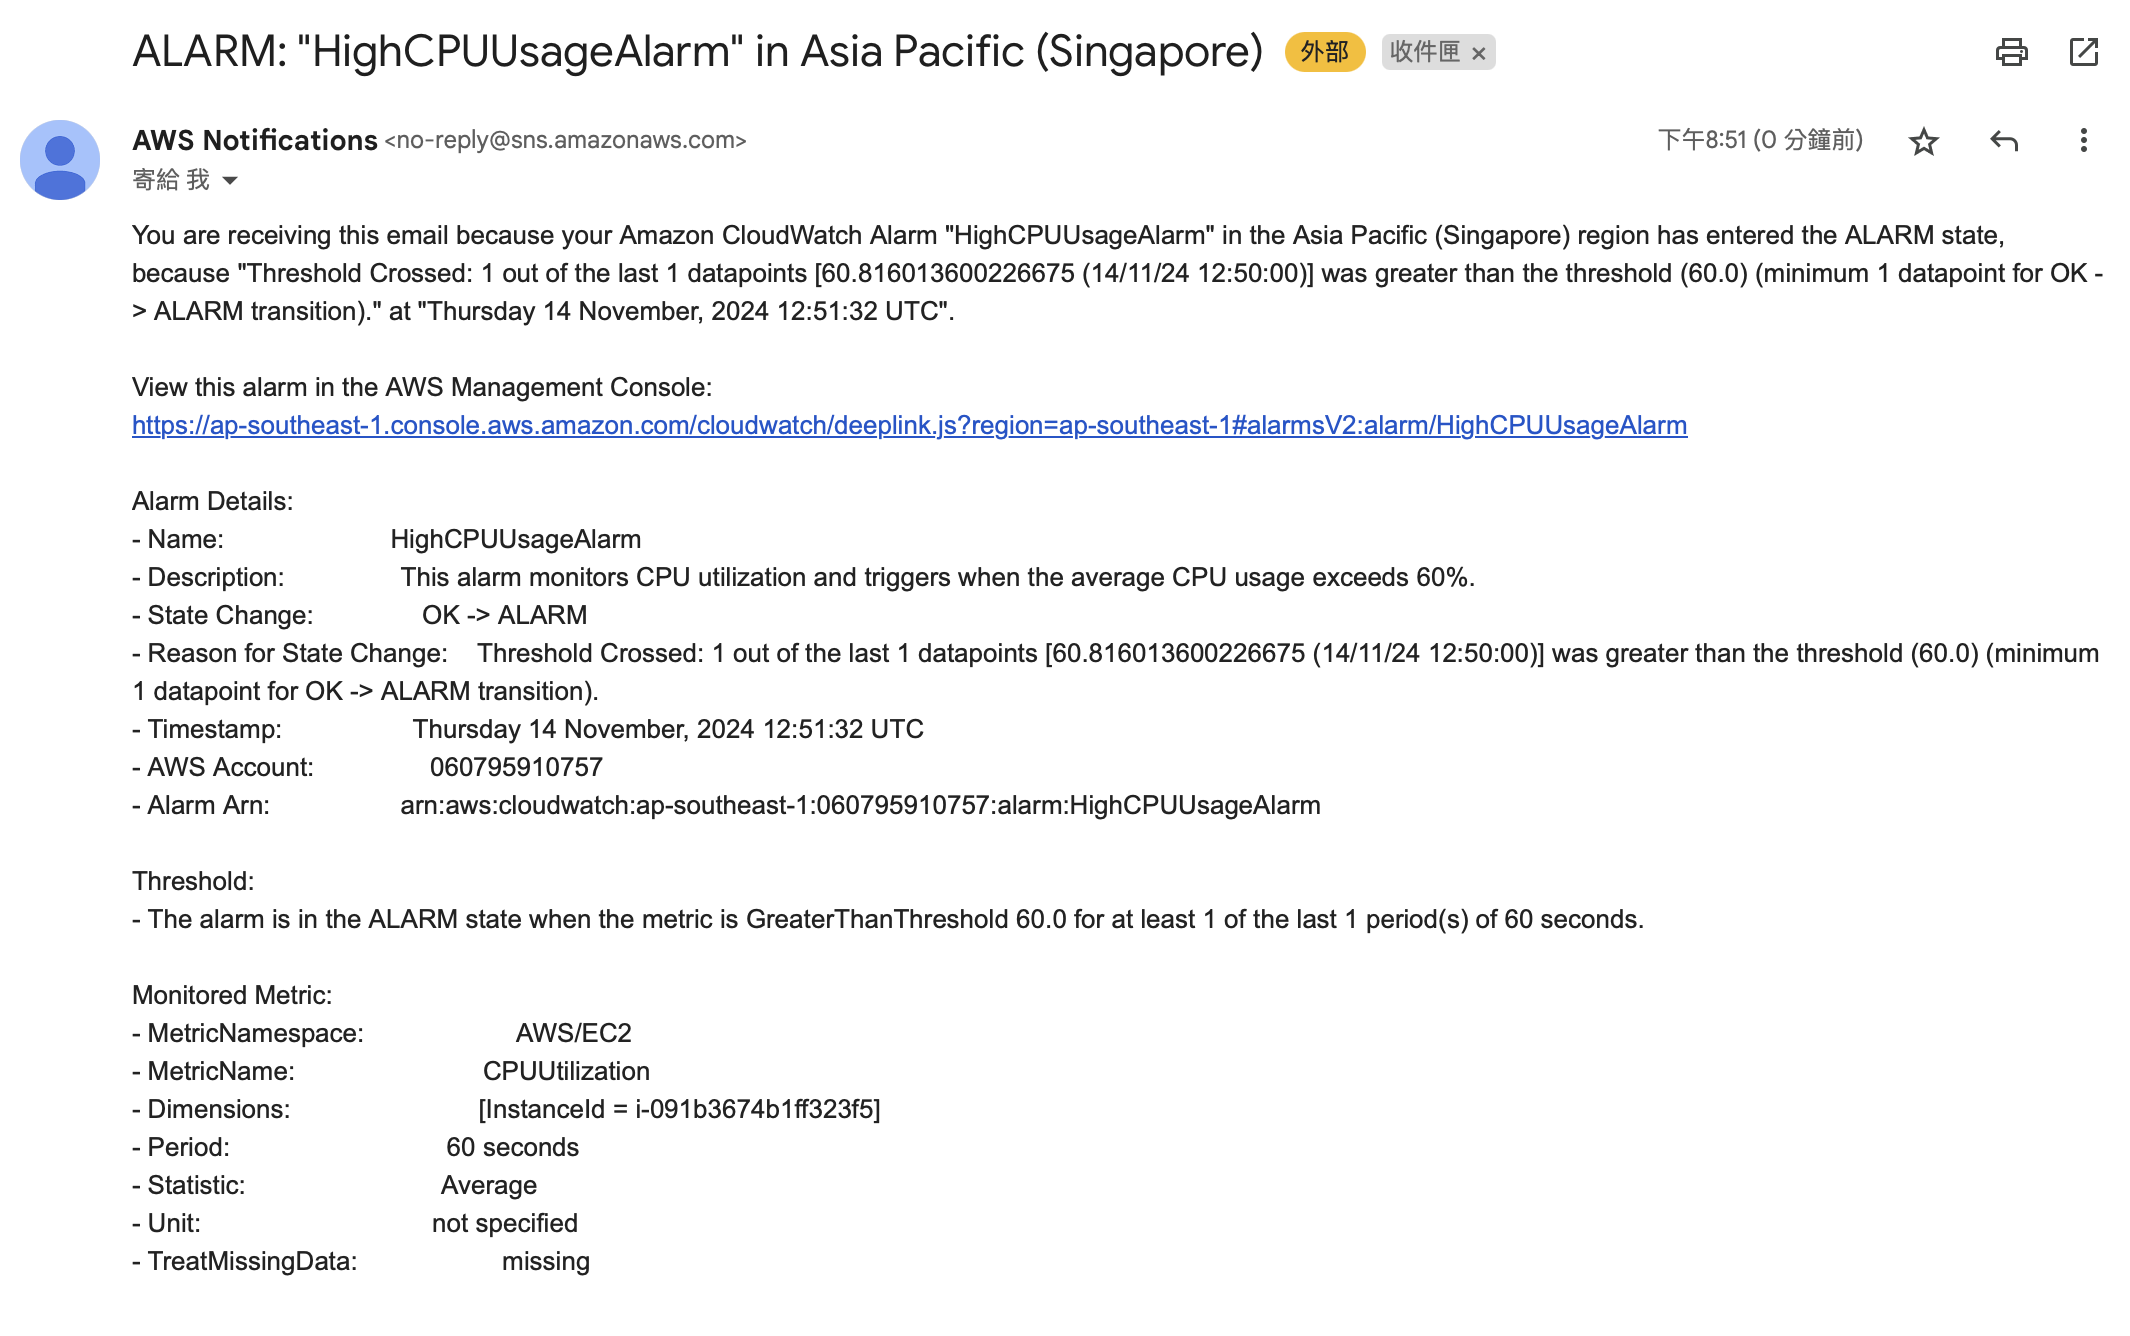 ALARM: "HighCPUUsageAlarm" in Asia Pacific (Singapore) 外部 收件匣 ×
AWS Notifications <no-reply@sns.amazonaws.com> 下午8:51 (0 分鐘前)
寄給 我
You are receiving this email because your Amazon CloudWatch Alarm "HighCPUUsageAlarm" in the Asia Pacific (Singapore) region has entered the ALARM state,
because "Threshold Crossed: 1 out of the last 1 datapoints [60.816013600226675 (14/11/24 12:50:00)] was greater than the threshold (60.0) (minimum 1 datapoint for OK -
> ALARM transition)." at "Thursday 14 November, 2024 12:51:32 UTC".
View this alarm in the AWS Management Console:
https://ap-southeast-1.console.aws.amazon.com/cloudwatch/deeplink.js?region=ap-southeast-1#alarmsV2:alarm/HighCPUUsageAlarm
Alarm Details:
- Name: HighCPUUsageAlarm
- Description: This alarm monitors CPU utilization and triggers when the average CPU usage exceeds 60%.
- State Change: OK -> ALARM
- Reason for State Change: Threshold Crossed: 1 out of the last 1 datapoints [60.816013600226675 (14/11/24 12:50:00)] was greater than the threshold (60.0) (minimum
1 datapoint for OK -> ALARM transition).
- Timestamp: Thursday 14 November, 2024 12:51:32 UTC
- AWS Account: 060795910757
- Alarm Arn: arn:aws:cloudwatch:ap-southeast-1:060795910757:alarm:HighCPUUsageAlarm
Threshold:
- The alarm is in the ALARM state when the metric is GreaterThanThreshold 60.0 for at least 1 of the last 1 period(s) of 60 seconds.
Monitored Metric:
- MetricNamespace: AWS/EC2
- MetricName: CPUUtilization
- Dimensions: [InstanceId = i-091b3674b1ff323f5]
- Period: 60 seconds
- Statistic: Average
- Unit: not specified
- TreatMissingData: missing